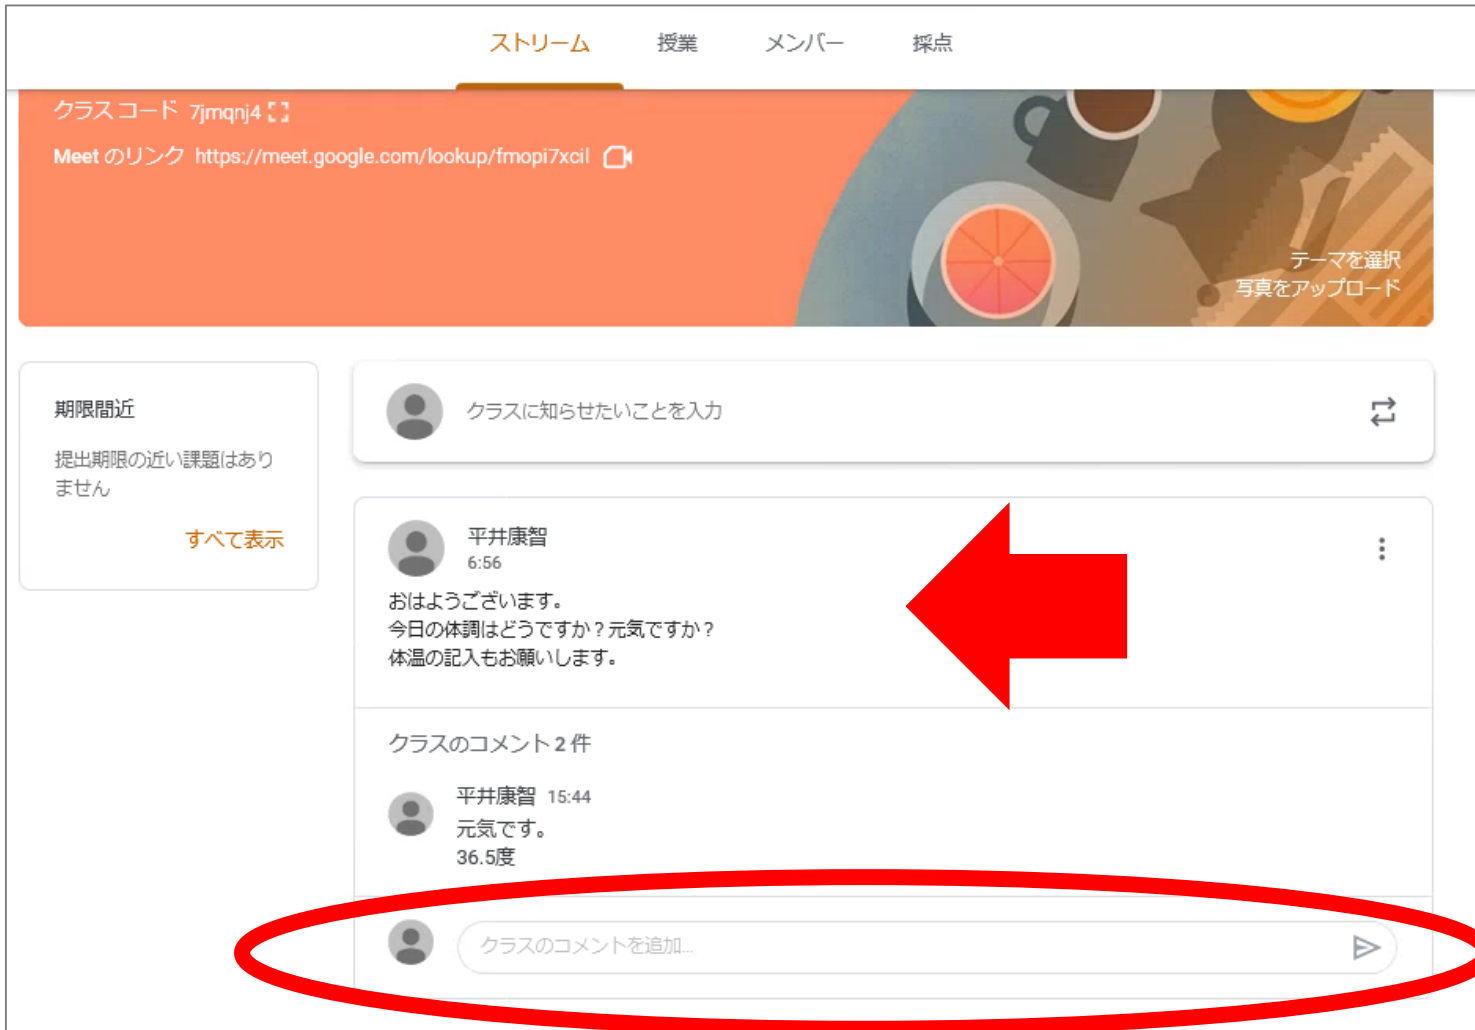 ストリーム 授業 メンバー 採点
クラス コード 7jmqnj4
Meet のリンク https://meet.google.com/lookup/fmopi7xcil
テーマを選択
写真をアップロード
期限間近
提出期限の近い課題はあり
ません
すべて表示
クラスに知らせたいことを入力
平井康智
6:56
おはようございます。
今日の体調はどうですか？元気ですか？
体温の記入もお願いします。
クラスのコメント 2 件
平井康智 15:44
元気です。
36.5度
クラスのコメントを追加...